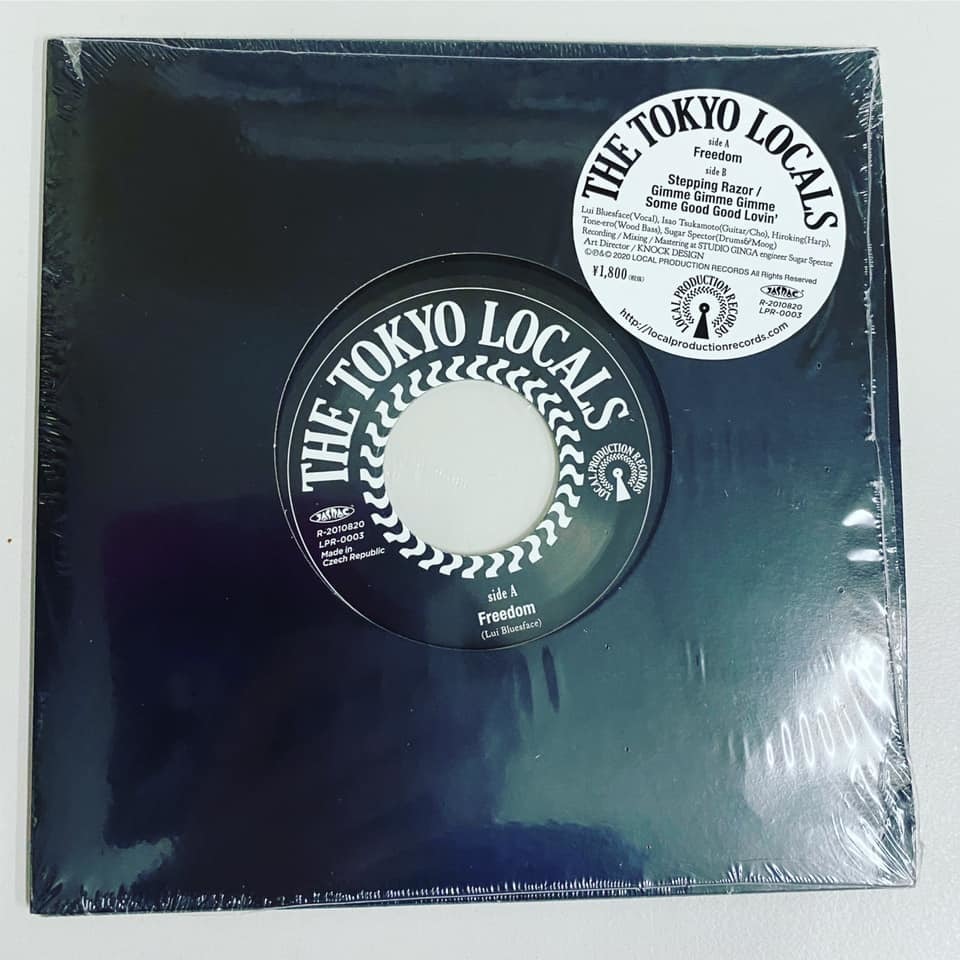 THE TOKYO LOCALS
side A
Freedom
side B
Stepping Razor /
Gimme Gimme Gimme
Some Good Good Lovin'
Lui Bluesface(Vocal), Isao Tsukamoto(Guitar/Cho), Hiroking(Harp),
Tone-ero(Wood Bass), Sugar Spector(Drums&Moog)
Recording / Mixing / Mastering at STUDIO GINGA engineer Sugar Spector
Art Director / KNOCK DESIGN
2020 LOCAL PRODUCTION RECORDS All Rights Reserved
¥1,800
JASRAC
R-2010820
LPR-0003
LOCAL PRODUCTION RECORDS
http://localproductionrecords.com
THE TOKYO LOCALS
LOCAL PRODUCTION RECORDS
JASRAC
R-2010820
LPR-0003
Made in
Czech Republic
side A
Freedom
(Lui Bluesface)